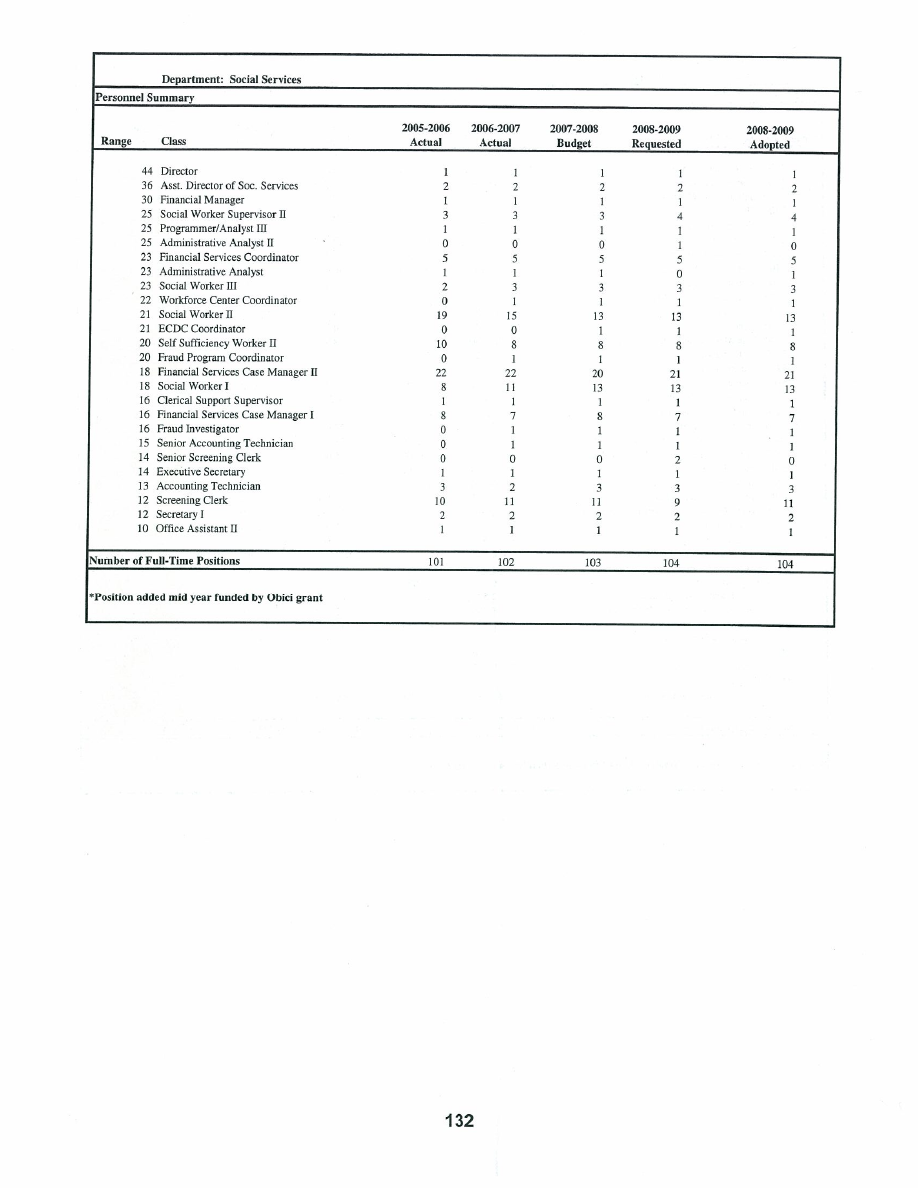 Department: Social Services
Personnel Summary
2005-2006 2006-2007 2007-2008 2008-2009 2008-2009
Range Class Actual Actual Budget Requested Adopted
44 Director 1 1 1 1 1
36 Asst. Director of Soc. Services 2 2 2 2 2
30 Financial Manager 1 1 1 1 1
25 Social Worker Supervisor II 3 3 3 4 4
25 Programmer/Analyst III 1 1 1 1 1
25 Administrative Analyst II 0 0 0 1 0
23 Financial Services Coordinator 5 5 5 5 5
23 Administrative Analyst 1 1 1 0 1
23 Social Worker III 2 3 3 3 3
22 Workforce Center Coordinator 0 1 1 1 1
21 Social Worker II 19 15 13 13 13
21 ECDC Coordinator 0 0 1 1 1
20 Self Sufficiency Worker II 10 8 8 8 8
20 Fraud Program Coordinator 0 1 1 1 1
18 Financial Services Case Manager II 22 22 20 21 21
18 Social Worker I 8 11 13 13 13
16 Clerical Support Supervisor 1 1 1 1 1
16 Financial Services Case Manager I 8 7 8 7 7
16 Fraud Investigator 0 1 1 1 1
15 Senior Accounting Technician 0 1 1 1 1
14 Senior Screening Clerk 0 0 0 2 0
14 Executive Secretary 1 1 1 1 1
13 Accounting Technician 3 2 3 3 3
12 Screening Clerk 10 11 11 9 11
12 Secretary I 2 2 2 2 2
10 Office Assistant II 1 1 1 1 1
Number of Full-Time Positions 101 102 103 104 104
*Position added mid year funded by Obici grant
132